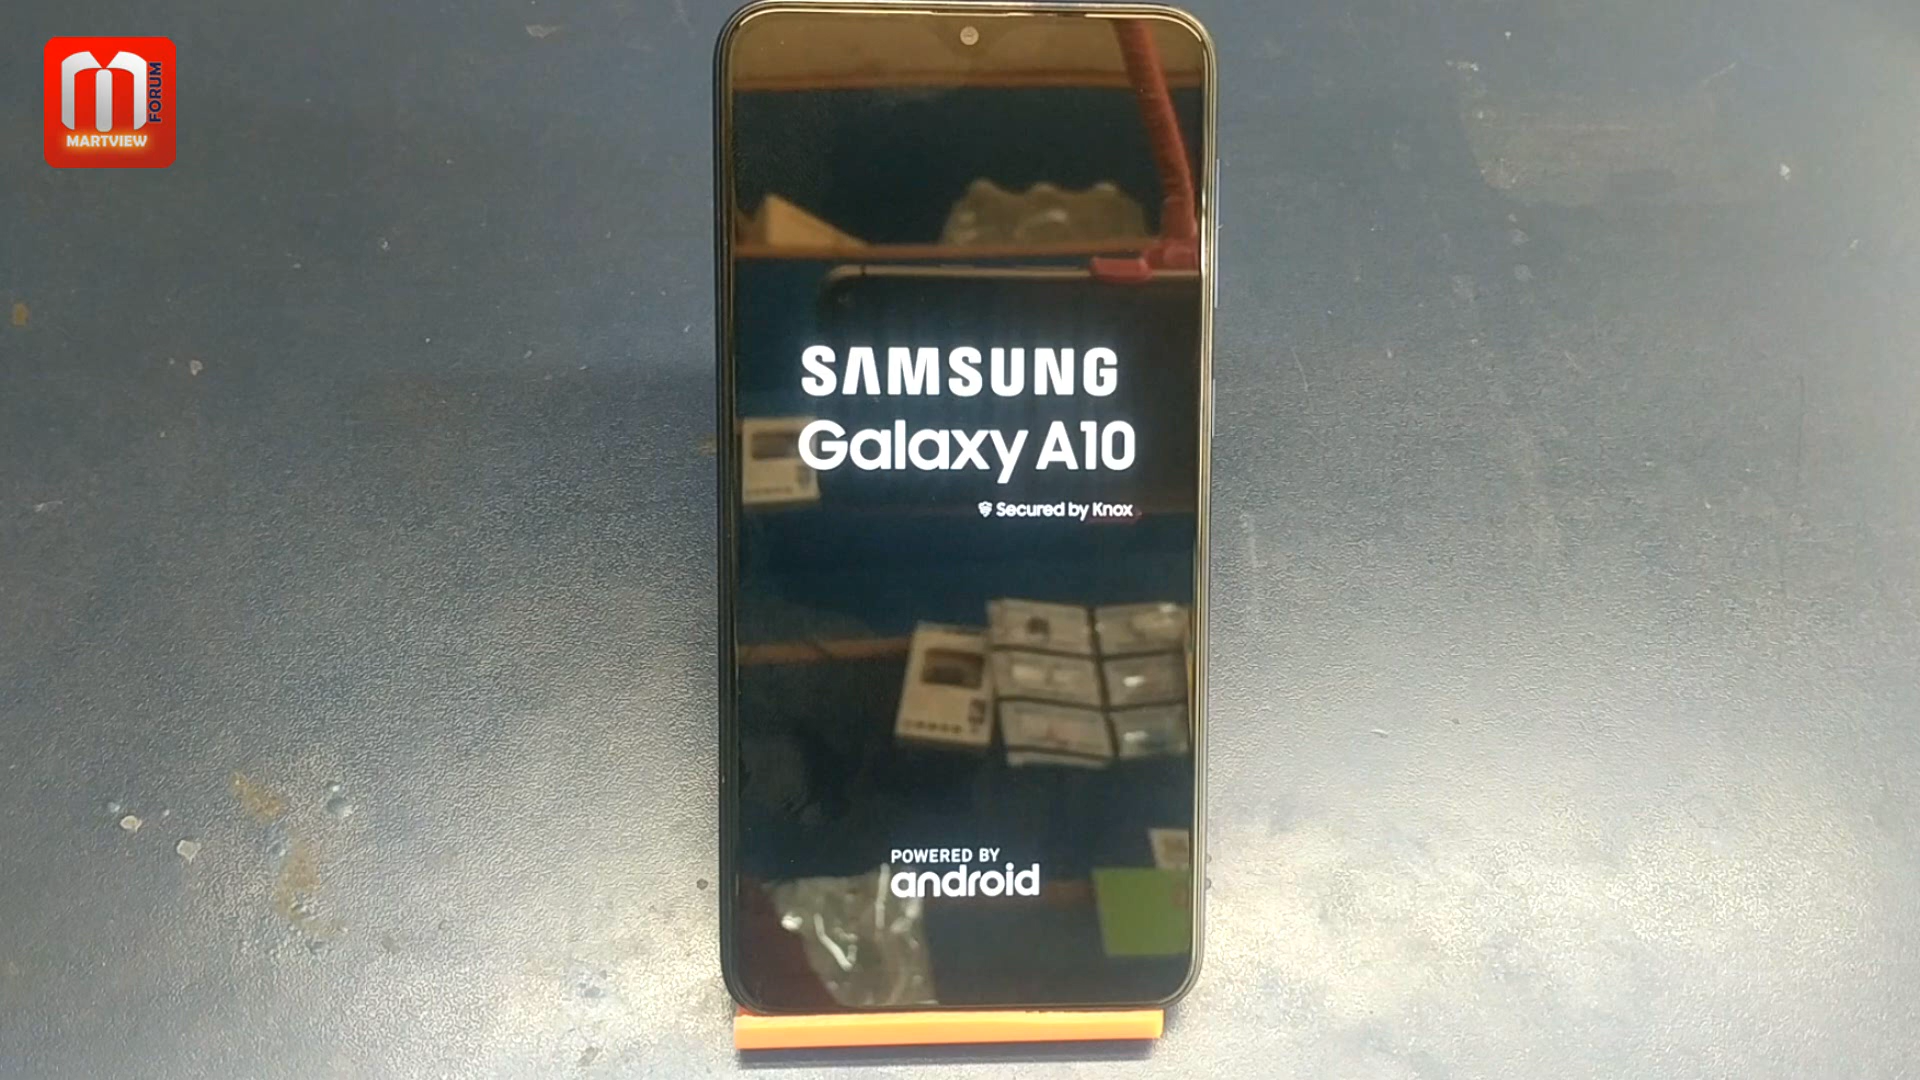 M
FORUM
MARTVIEW
SAMSUNG
Galaxy A10
Secured by Knox
POWERED BY
android